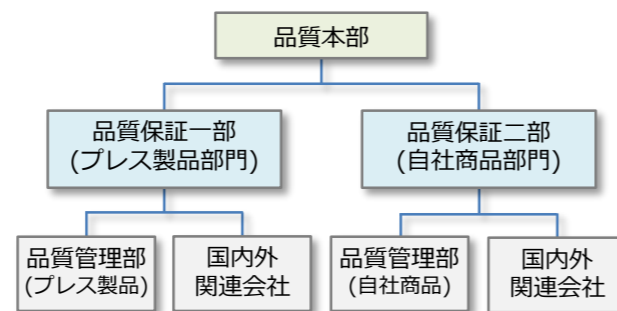 品質本部
品質保証一部
(プレス製品部門)
品質保証二部
(自社商品部門)
品質管理部
(プレス製品)
国内外
関連会社
品質管理部
(自社商品)
国内外
関連会社